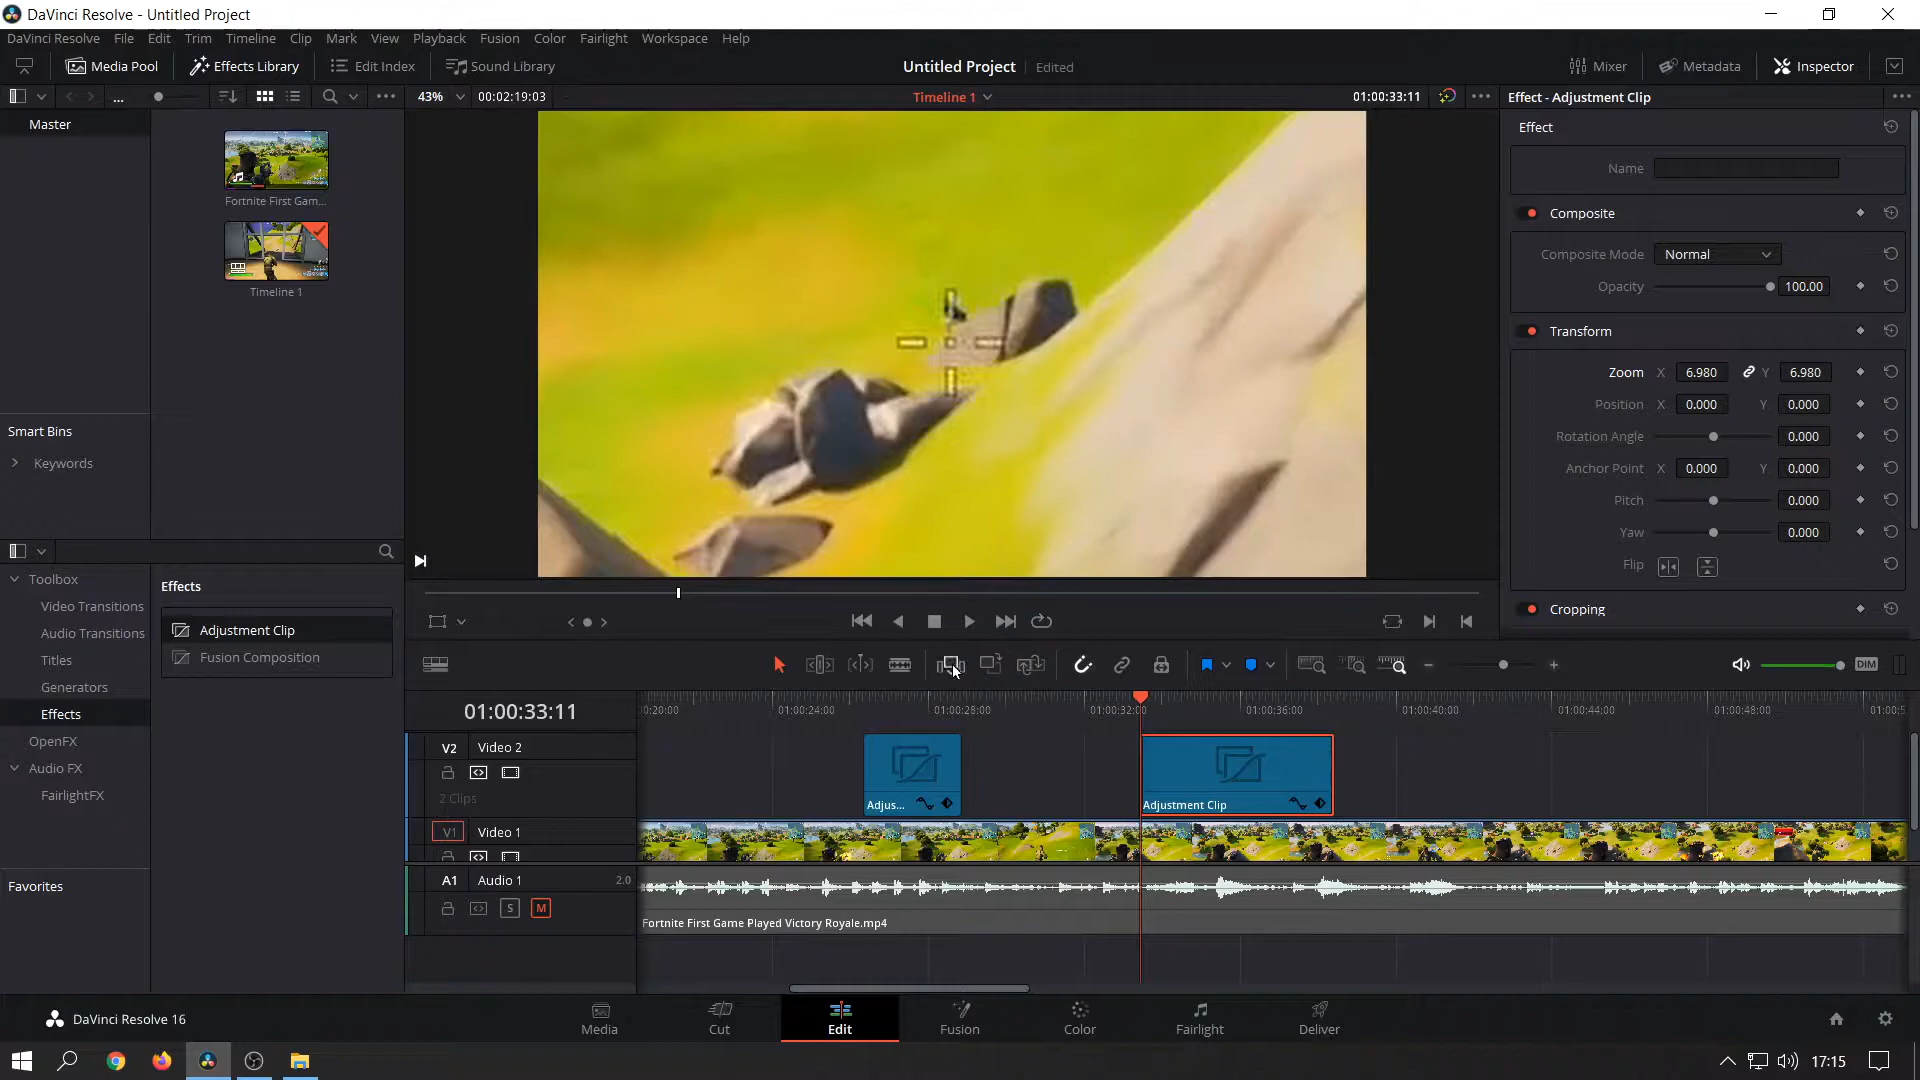 DaVinci Resolve - Untitled Project
DaVinci Resolve File Edit Trim Timeline Clip Mark View Playback Fusion Color Fairlight Workspace Help
Media Pool Effects Library Edit Index Sound Library Untitled Project Edited Mixer Metadata Inspector
... 43% 00:02:19:03 Timeline 1 01:00:33:11 Effect - Adjustment Clip
Master
Fortnite First Gam...
Timeline 1
Effect
Name
Composite
Composite Mode Normal
Opacity 100.00
Transform
Zoom X 6.980 Y 6.980
Position X 0.000 Y 0.000
Rotation Angle 0.000
Anchor Point X 0.000 Y 0.000
Pitch 0.000
Yaw 0.000
Flip
Cropping
Smart Bins
Keywords
Toolbox
Video Transitions
Audio Transitions
Titles
Generators
Effects
OpenFX
Audio FX
FairlightFX
Favorites
Effects
Adjustment Clip
Fusion Composition
DIM
01:00:33:11
0:20:00 01:00:24:00 01:00:28:00 01:00:32:00 01:00:36:00 01:00:40:00 01:00:44:00 01:00:48:00 01:00:5
V2 Video 2
2 Clips
Adjus... Adjustment Clip
V1 Video 1
A1 Audio 1 2.0
S M
Fortnite First Game Played Victory Royale.mp4
DaVinci Resolve 16
Media Cut Edit Fusion Color Fairlight Deliver
17:15